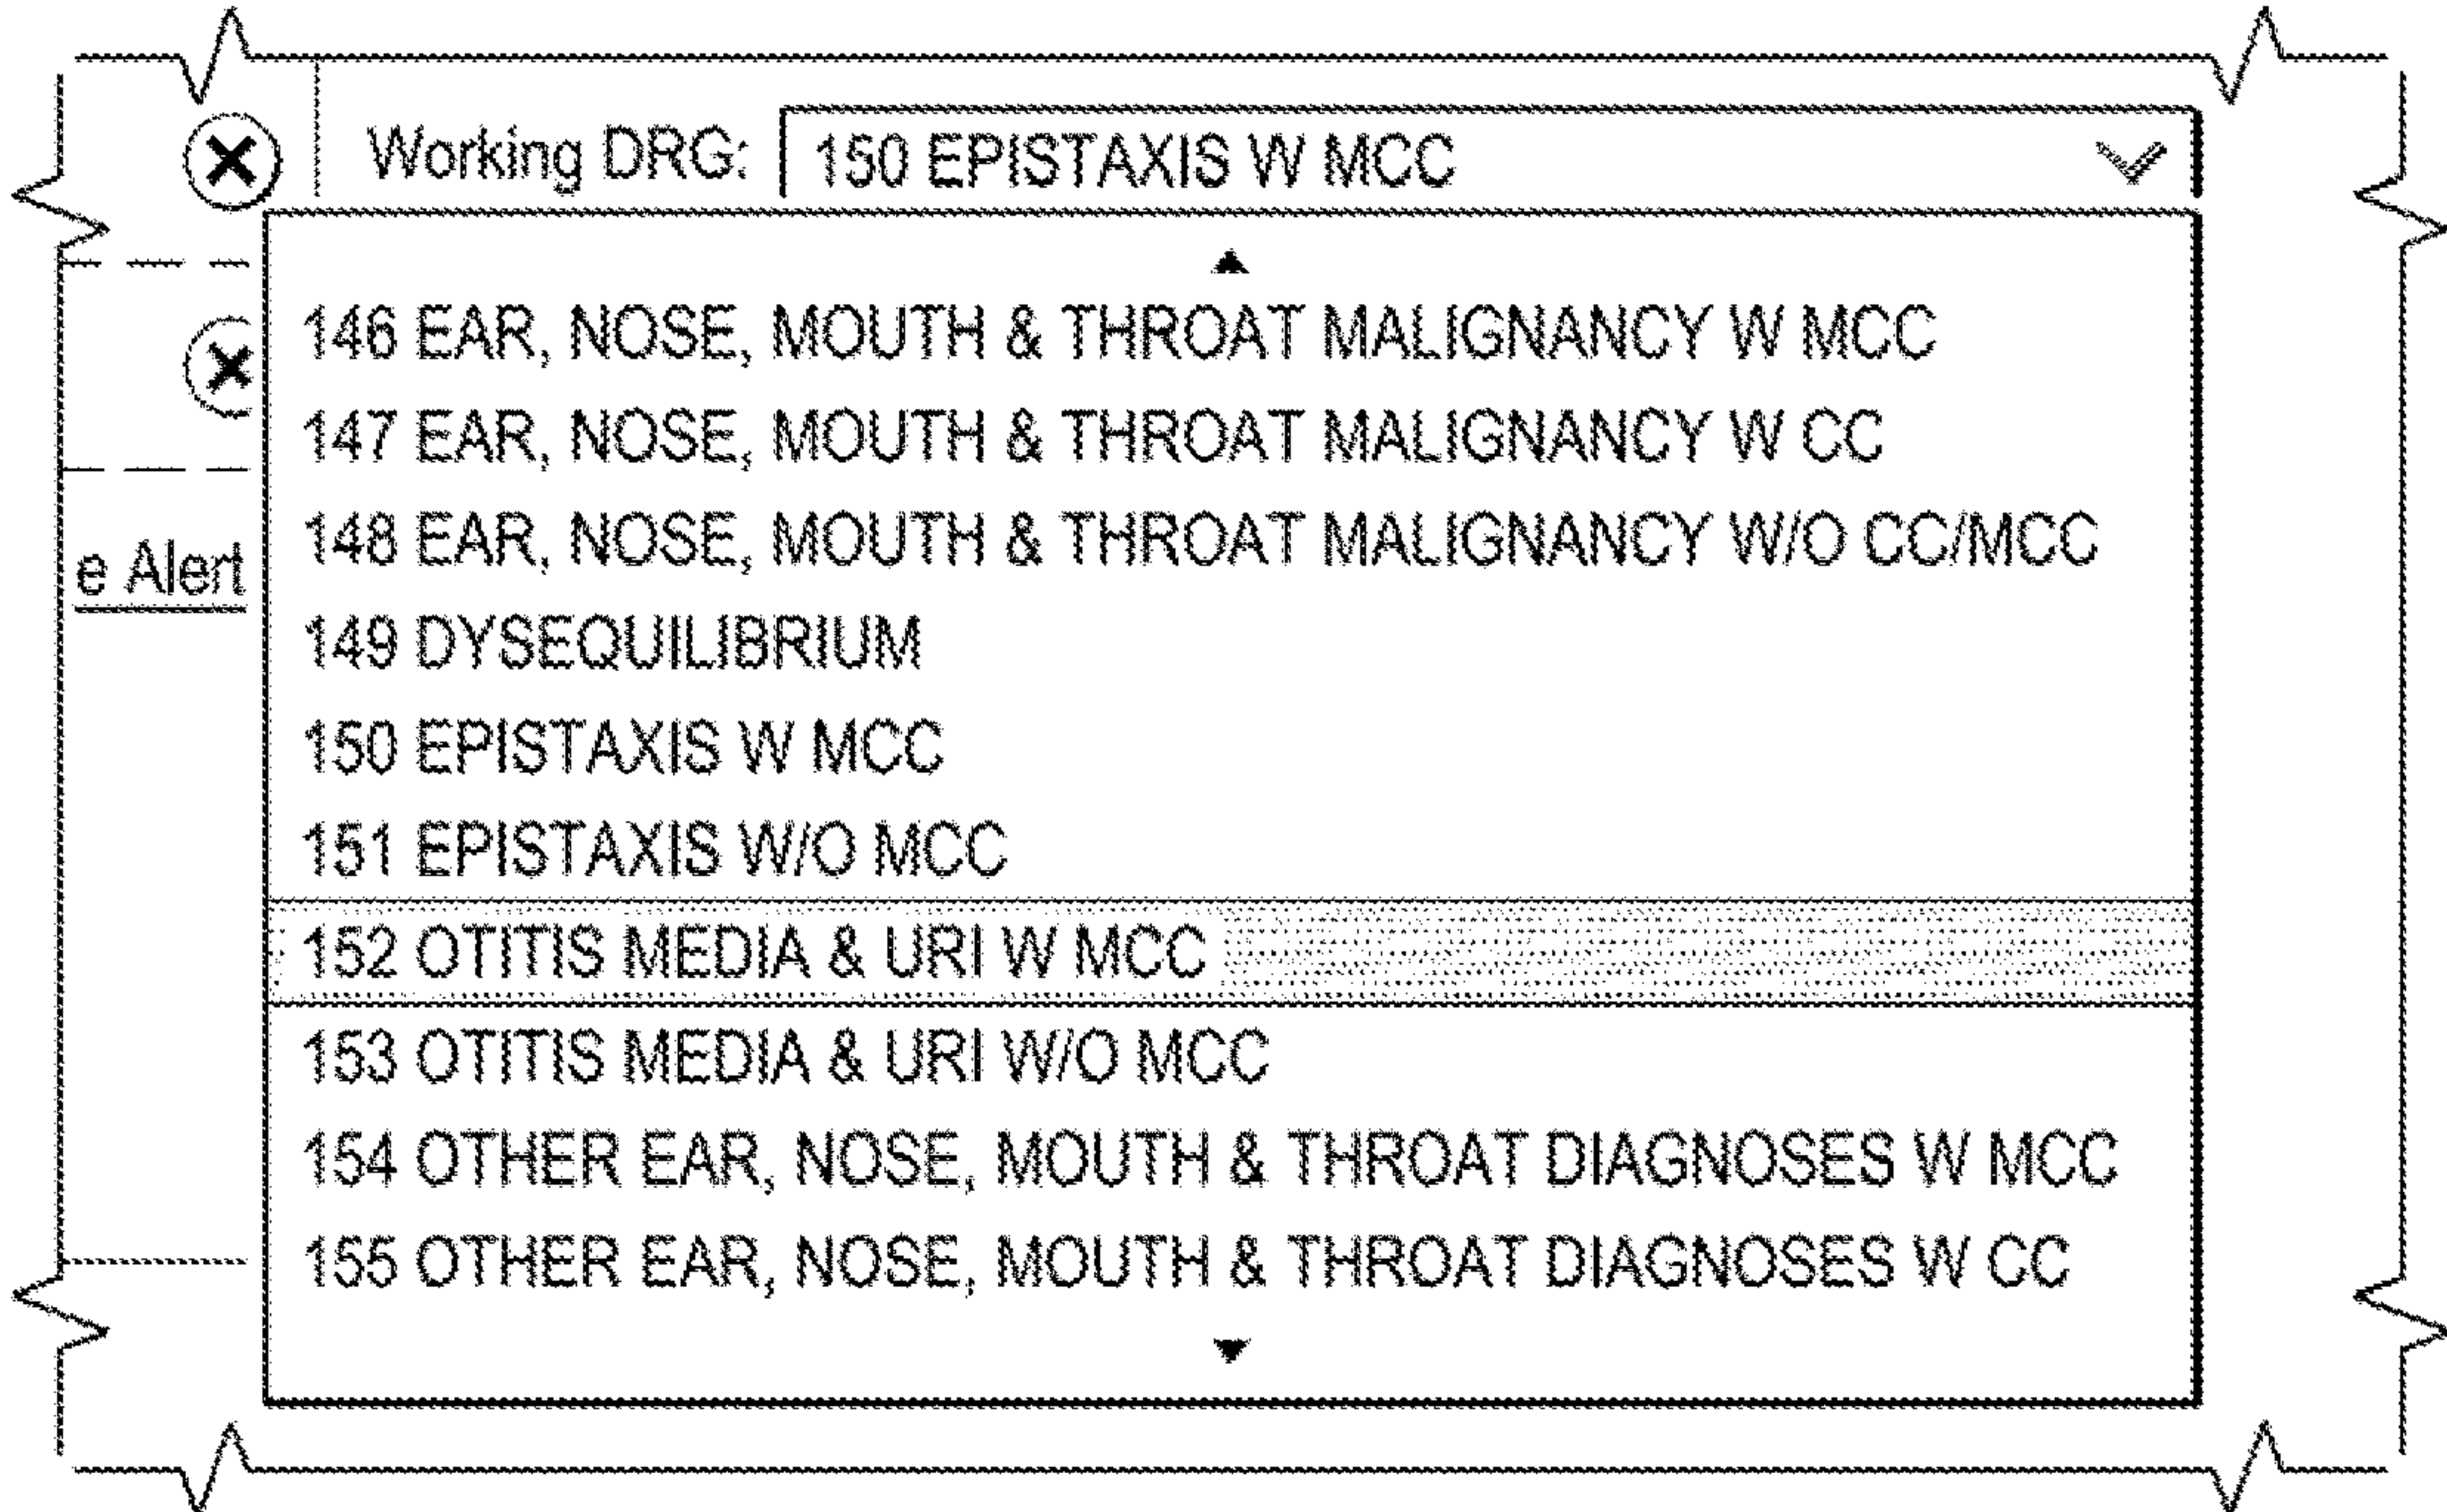 Working DRG: 150 EPISTAXIS W MCC
146 EAR, NOSE, MOUTH & THROAT MALIGNANCY W MCC
147 EAR, NOSE, MOUTH & THROAT MALIGNANCY W CC
148 EAR, NOSE, MOUTH & THROAT MALIGNANCY W/O CC/MCC
e Alert
149 DYSEQUILIBRIUM
150 EPISTAXIS W MCC
151 EPISTAXIS W/O MCC
152 OTITIS MEDIA & URI W MCC
153 OTITIS MEDIA & URI W/O MCC
154 OTHER EAR, NOSE, MOUTH & THROAT DIAGNOSES W MCC
155 OTHER EAR, NOSE, MOUTH & THROAT DIAGNOSES W CC